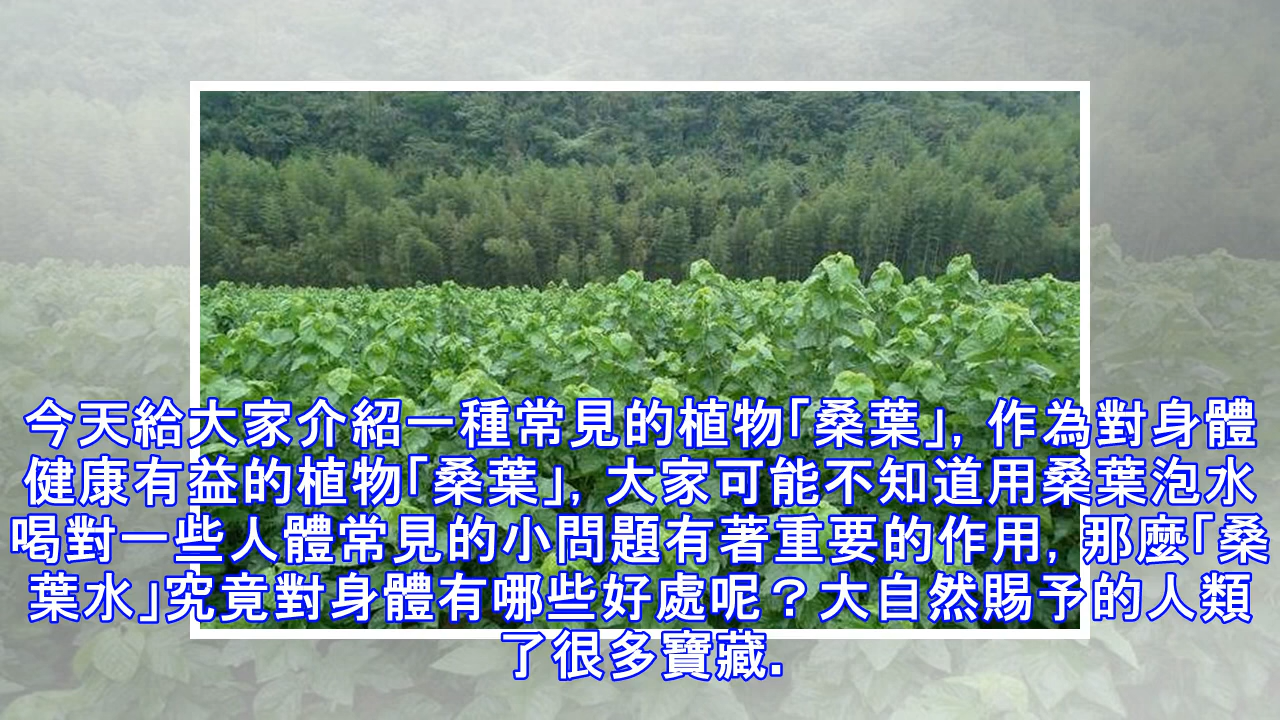 今天給大家介紹一種常見的植物「桑葉」, 作為對身體
健康有益的植物「桑葉」, 大家可能不知道用桑葉泡水
喝對一些人體常見的小問題有著重要的作用, 那麼「桑
葉水」究竟對身體有哪些好處呢？大自然賜予的人類
了很多寶藏.